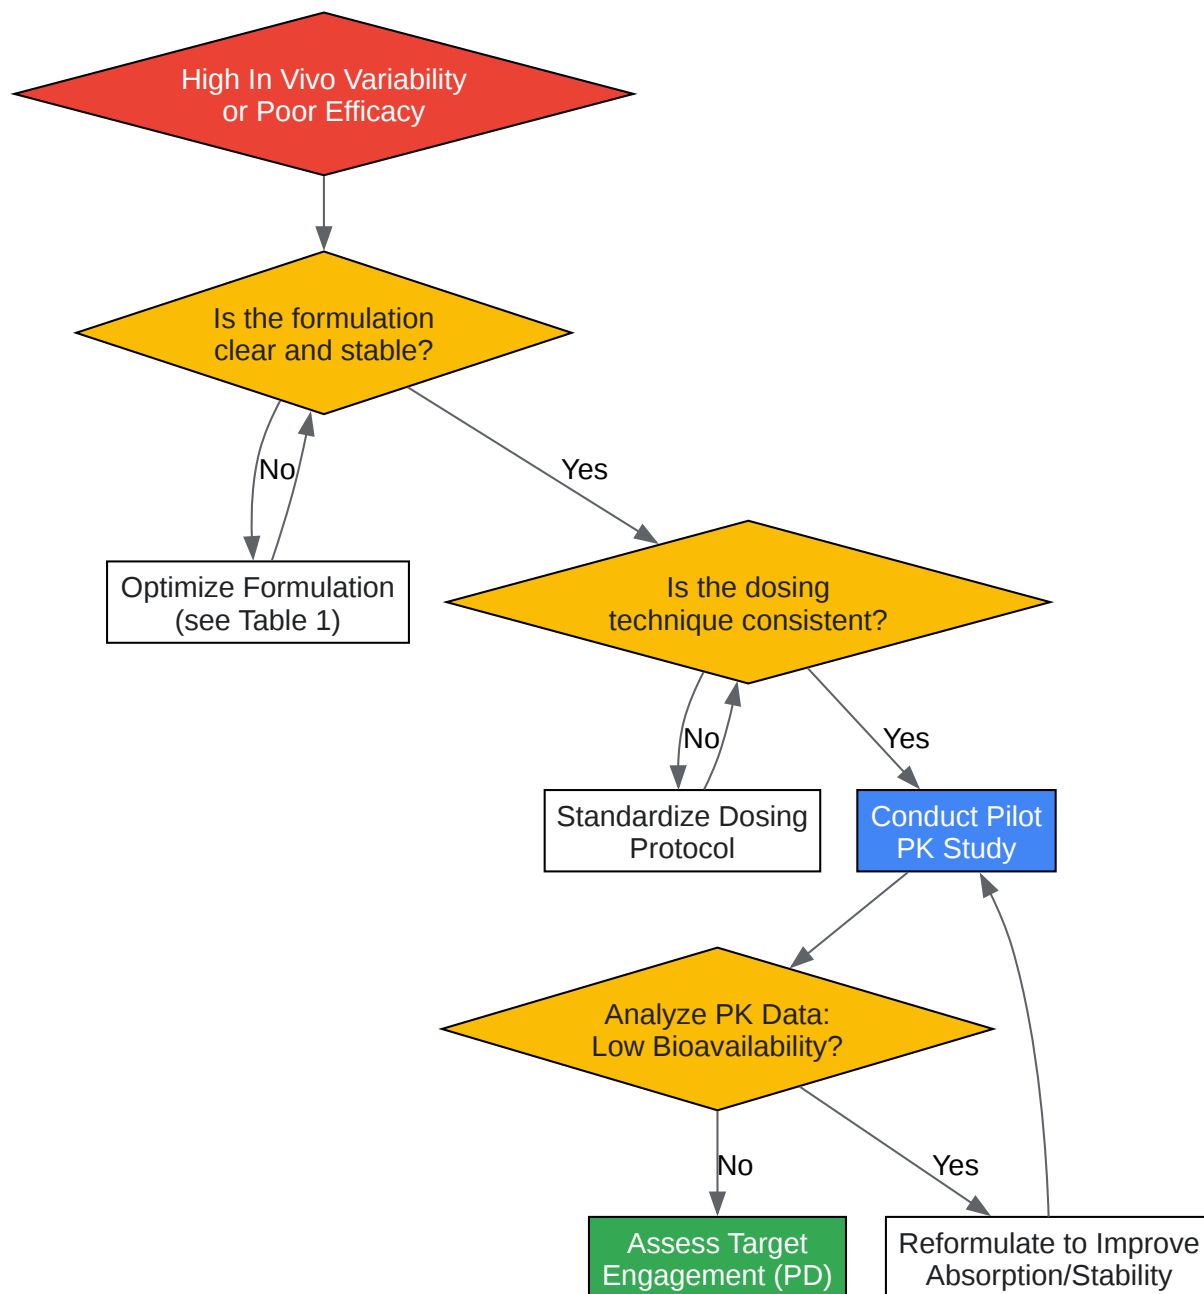 High In Vivo Variability
or Poor Efficacy
Is the formulation
clear and stable?
No
Yes
Optimize Formulation
(see Table 1)
Is the dosing
technique consistent?
No
Yes
Standardize Dosing
Protocol
Conduct Pilot
PK Study
Analyze PK Data:
Low Bioavailability?
No
Yes
Assess Target
Engagement (PD)
Reformulate to Improve
Absorption/Stability